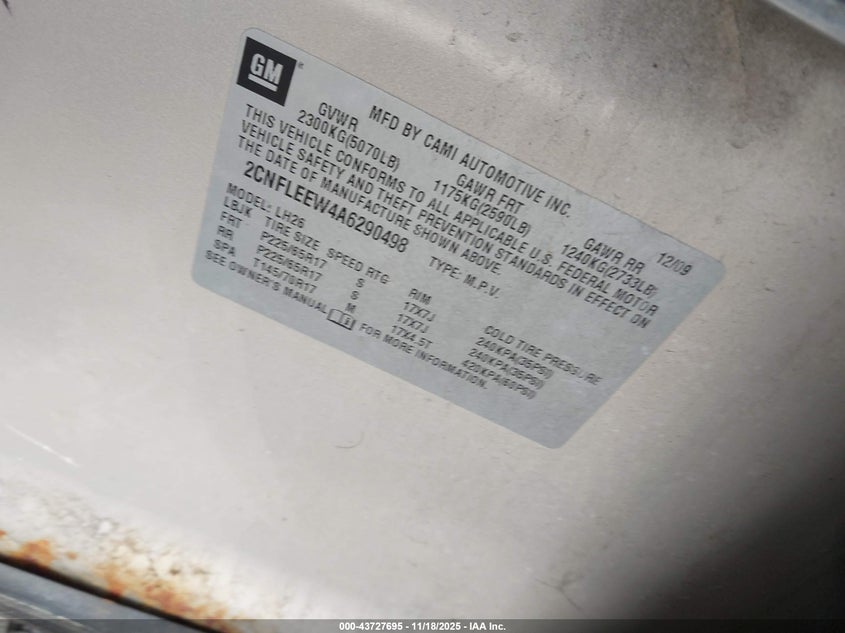 GM
MFD BY CAMI AUTOMOTIVE INC. 12/09
GVWR GAWR FRT GAWR RR
2300KG(5070LB) 1175KG(2590LB) 1240KG(2733LB)
THIS VEHICLE CONFORMS TO ALL APPLICABLE U.S. FEDERAL MOTOR
VEHICLE SAFETY AND THEFT PREVENTION STANDARDS IN EFFECT ON
THE DATE OF MANUFACTURE SHOWN ABOVE.
2CNFLEEW4A6290498 TYPE: M.P.V.
MODEL: LH26
LBJK TIRE SIZE SPEED RTG RIM COLD TIRE PRESSURE
FRT P225/65R17 S 17X7J 240KPA(35PSI)
RR P225/65R17 S 17X7J 240KPA(35PSI)
SPA T145/70R17 M 17X4.5T 420KPA(60PSI)
SEE OWNER'S MANUAL FOR MORE INFORMATION.
000-43727695 - 11/18/2025 - IAA Inc.